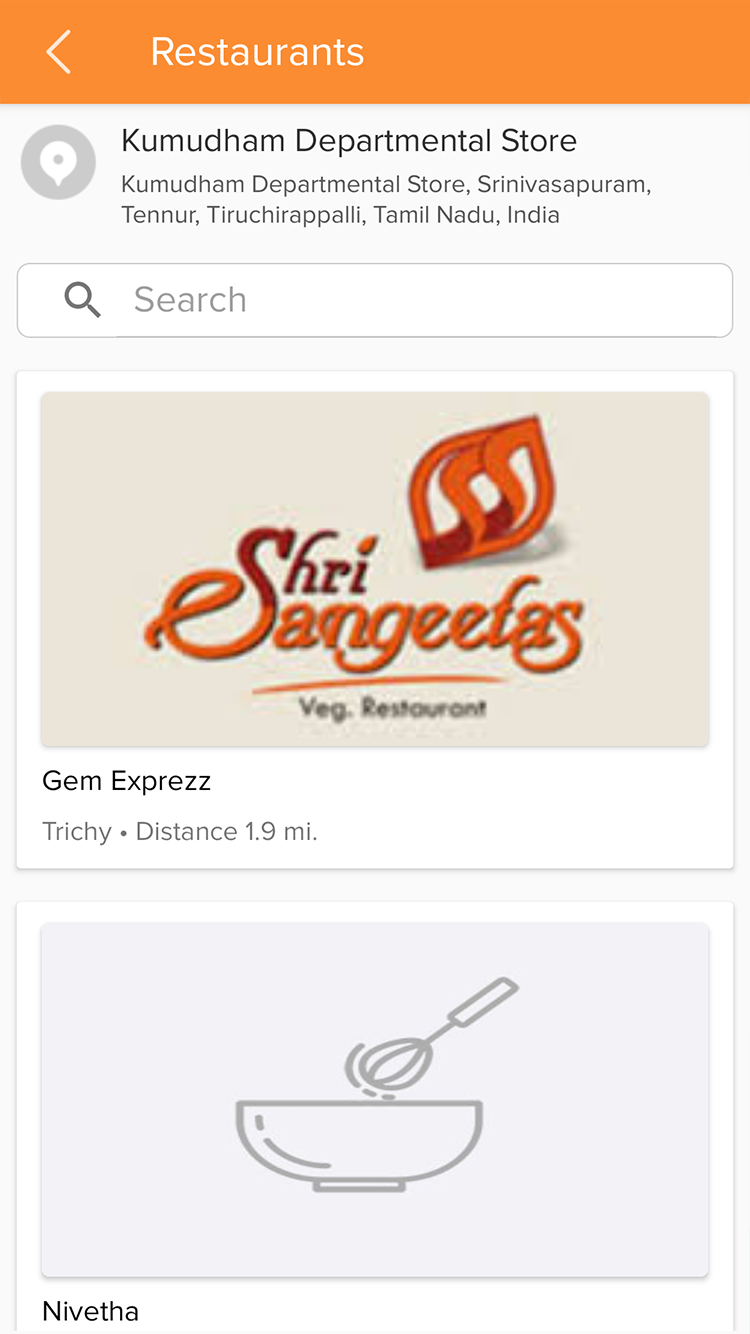 Restaurants
Kumudham Departmental Store
Kumudham Departmental Store, Srinivasapuram,
Tennur, Tiruchirappalli, Tamil Nadu, India
Search
Shri
Sangeetas
Veg. Restaurant
Gem Exprezz
Trichy • Distance 1.9 mi.
Nivetha